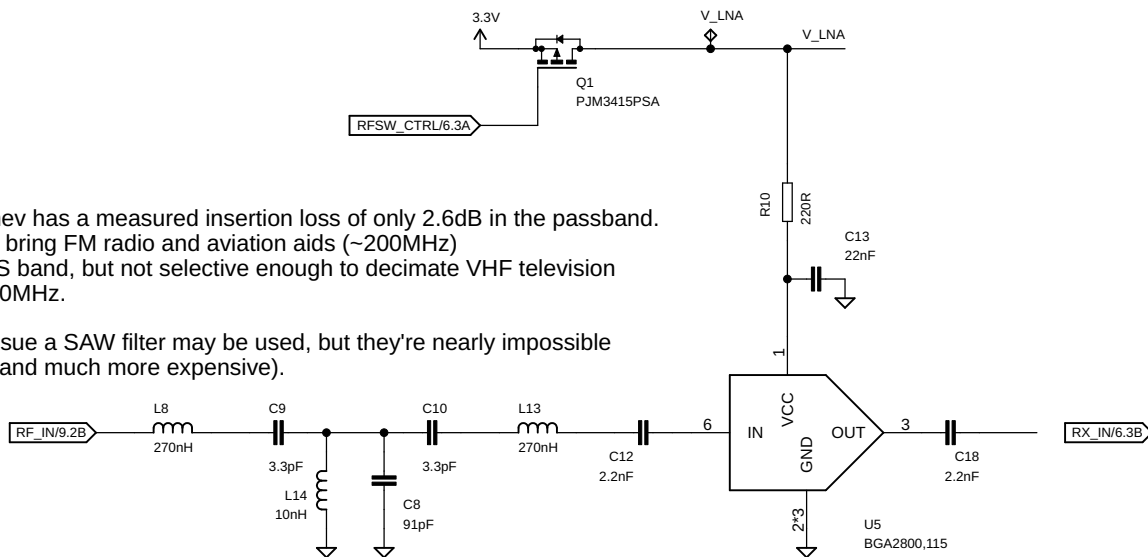 3.3V
V_LNA
V_LNA
Q1
PJM3415PSA
RFSW_CTRL/6.3A
R10
220R
has a measured insertion loss of only 2.6dB in the passband.
bring FM radio and aviation aids (~200MHz)
band, but not selective enough to decimate VHF television
C13
22nF
a SAW filter may be used, but they're nearly impossible
and much more expensive).
1
VCC
L8
270nH
C9
3.3pF
C10
3.3pF
L13
270nH
RF_IN/9.2B
C12
2.2nF
6
IN
OUT
GND
3
C18
2.2nF
RX_IN/6.3B
L14
10nH
C8
91pF
2*3
U5
BGA2800,115